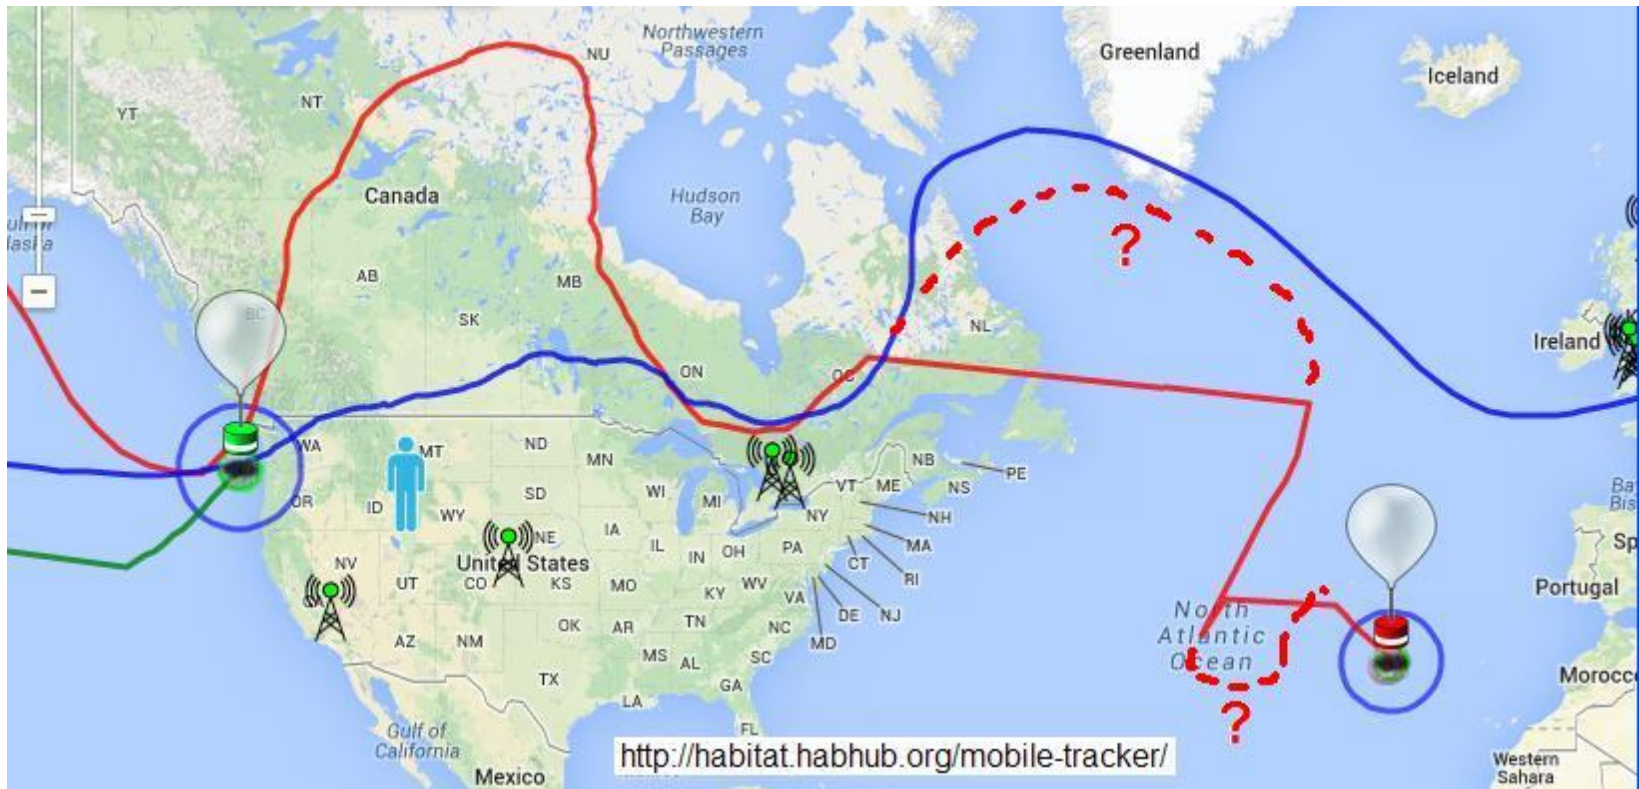 Northwestern
Passages
Greenland
Iceland
NU
NT
YT
Canada
Hudson
Bay
AB
MB
SK
BC
NL
ON
Ireland
?
WA
MT
ND
MN
NB
PE
NS
VT
ME
OR
ID
WY
SD
WI
MI
NY
NH
MA
NE
IA
IL
IN
OH
PA
CT
RI
NV
United States
UT
CO
KS
MO
KY
WV
VA
DE
NJ
MD
Portugal
North
Atlantic
Ocean
AZ
NM
OK
AR
TN
NC
MS
AL
SC
TX
GA
LA
FL
Gulf of
California
Mexico
?
Morocc
Western
Sahara
http://habitat.habhub.org/mobile-tracker/